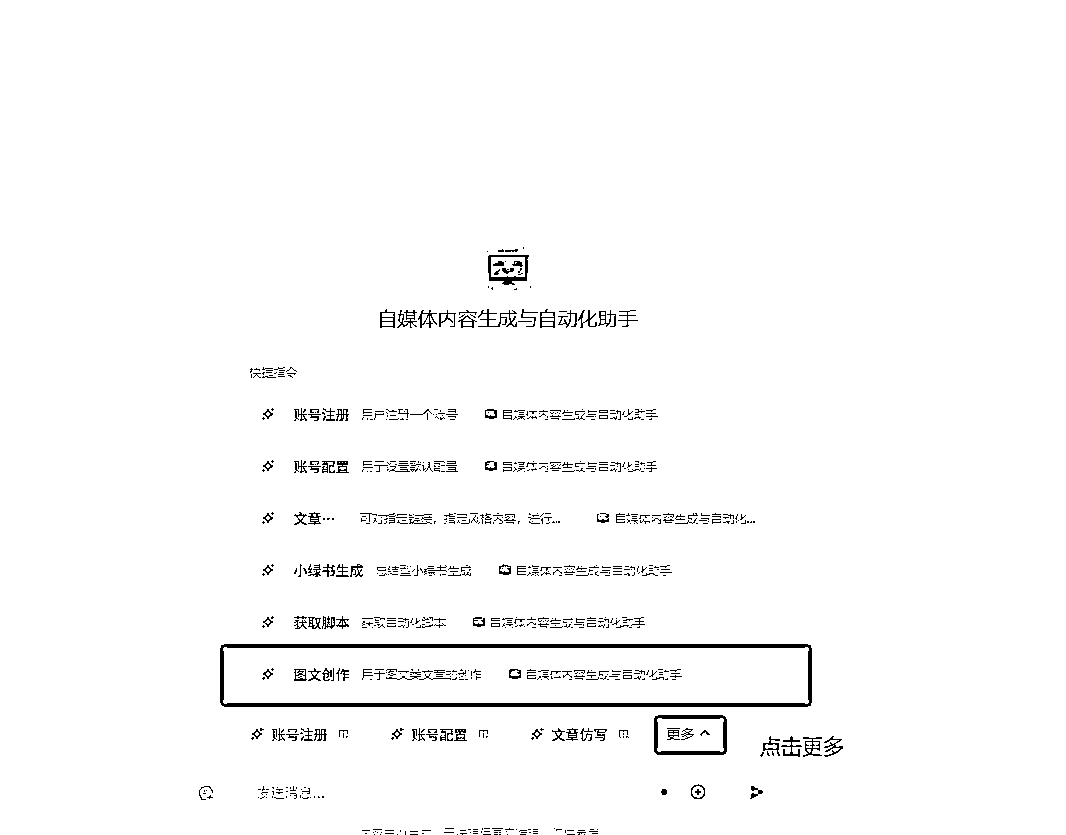 自媒体内容生成与自动化助手
快捷指令
账号注册 用户注册一个账号 自媒体内容生成与自动化助手
账号配置 用于设置默认配置 自媒体内容生成与自动化助手
文章… 可对指定链接，指定风格内容，进行... 自媒体内容生成与自动化...
小绿书生成 总结型小绿书生成 自媒体内容生成与自动化助手
获取脚本 获取自动化脚本 自媒体内容生成与自动化助手
图文创作 用于图文类文章的创作 自媒体内容生成与自动化助手
账号注册 账号配置 文章仿写 更多
点击更多
发送消息...